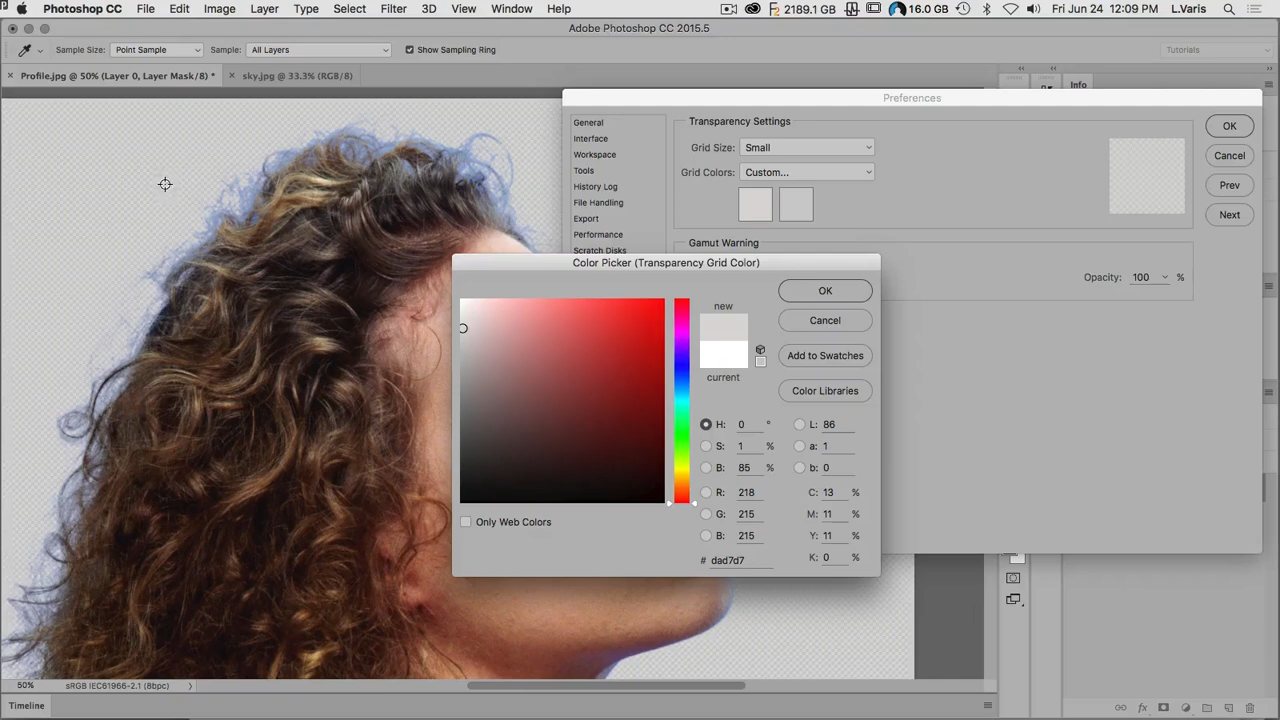 Photoshop CC File Edit Image Layer Type Select Filter 3D View Window Help 2189.1 GB 16.0 GB Fri Jun 24 12:09 PM L.Varis
Adobe Photoshop CC 2015.5
Sample Size: Point Sample Sample: All Layers Show Sampling Ring Tutorials
Profile.jpg @ 50% (Layer 0, Layer Mask/8) * sky.jpg @ 33.3% (RGB/8) Info
Preferences
General
Interface
Workspace
Tools
History Log
File Handling
Export
Performance
Scratch Disks
Transparency Settings
Grid Size: Small
Grid Colors: Custom...
Gamut Warning
Opacity: 100 %
OK
Cancel
Prev
Next
Color Picker (Transparency Grid Color)
new
current
OK
Cancel
Add to Swatches
Color Libraries
H: 0 ° L: 86
S: 1 % a: 1
B: 85 % b: 0
R: 218 C: 13 %
G: 215 M: 11 %
B: 215 Y: 11 %
# dad7d7 K: 0 %
Only Web Colors
50% sRGB IEC61966-2.1 (8bpc)
Timeline
fx